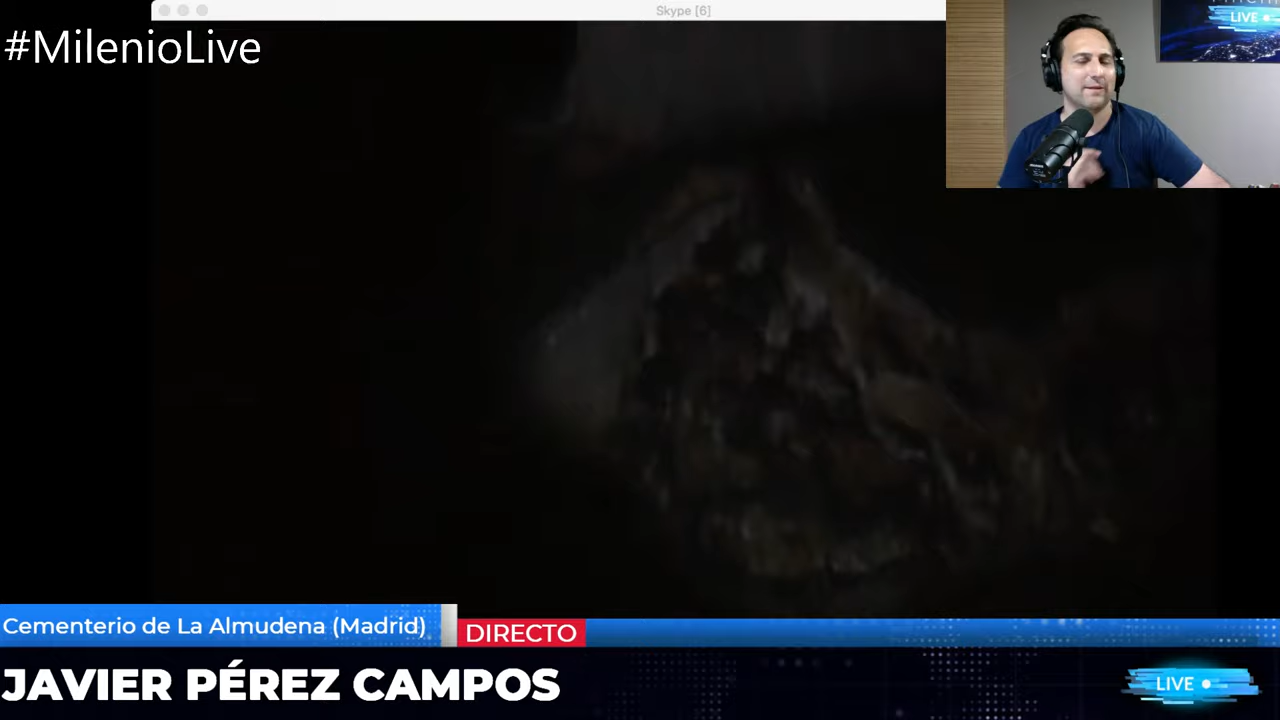 Skype [6]
#MilenioLive
LIVE
Cementerio de La Almudena (Madrid)
DIRECTO
JAVIER PÉREZ CAMPOS
LIVE